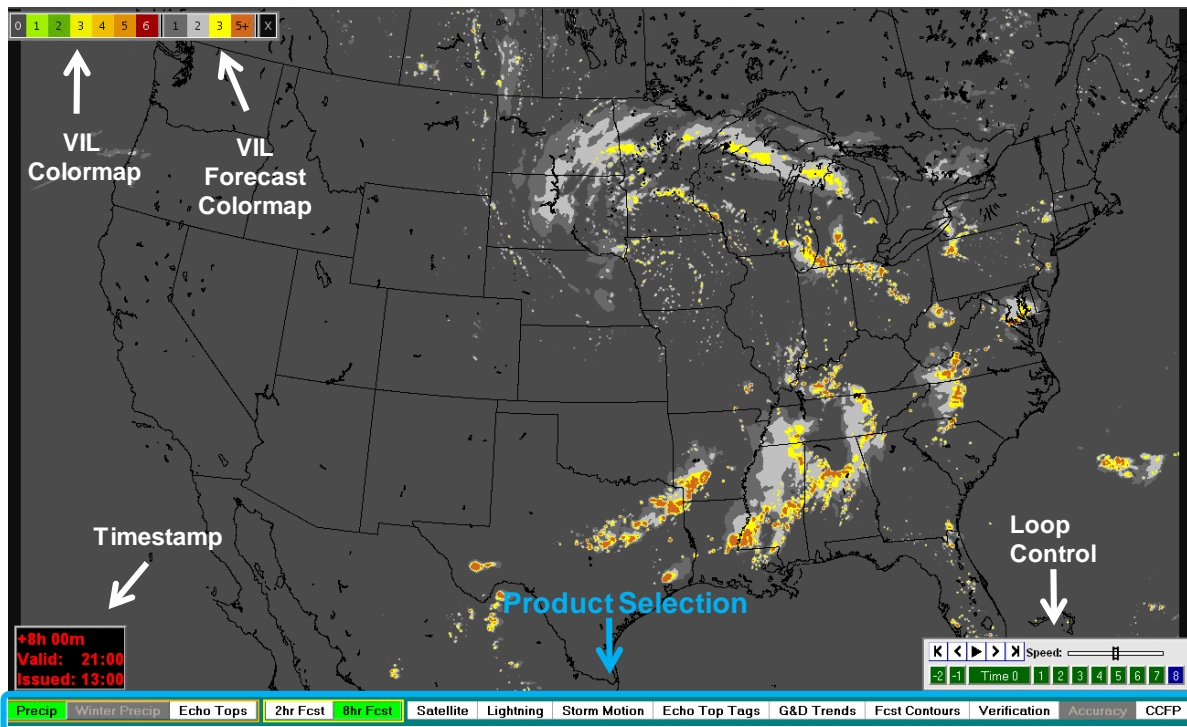 0 1 2 3 4 5 6 1 2 3 5+ X
VIL
Colormap
VIL
Forecast
Colormap
Timestamp
Loop
Control
Product Selection
+8h 00m
Valid: 21:00
Issued: 13:00
Speed:
-2 -1 Time 0 1 2 3 4 5 6 7 8
Precip Winter Precip Echo Tops 2hr Fcst 8hr Fcst Satellite Lightning Storm Motion Echo Top Tags G&D Trends Fcst Contours Verification Accuracy CCFP